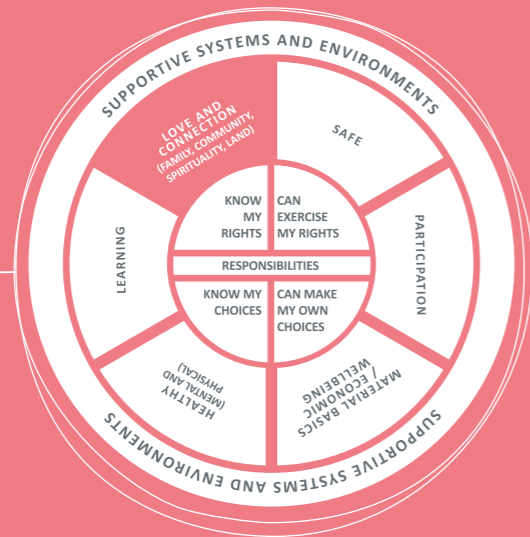 SUPPORTIVE SYSTEMS AND ENVIRONMENTS
LOVE AND
CONNECTION
(FAMILY, COMMUNITY,
SPIRITUALITY, LAND)
SAFE
PARTICIPATION
MATERIAL BASICS
/ ECONOMIC
WELLBEING
HEALTHY
(MENTAL AND
PHYSICAL)
LEARNING
KNOW
MY
RIGHTS
CAN
EXERCISE
MY RIGHTS
RESPONSIBILITIES
KNOW MY
CHOICES
CAN MAKE
MY OWN
CHOICES
SUPPORTIVE SYSTEMS AND ENVIRONMENTS